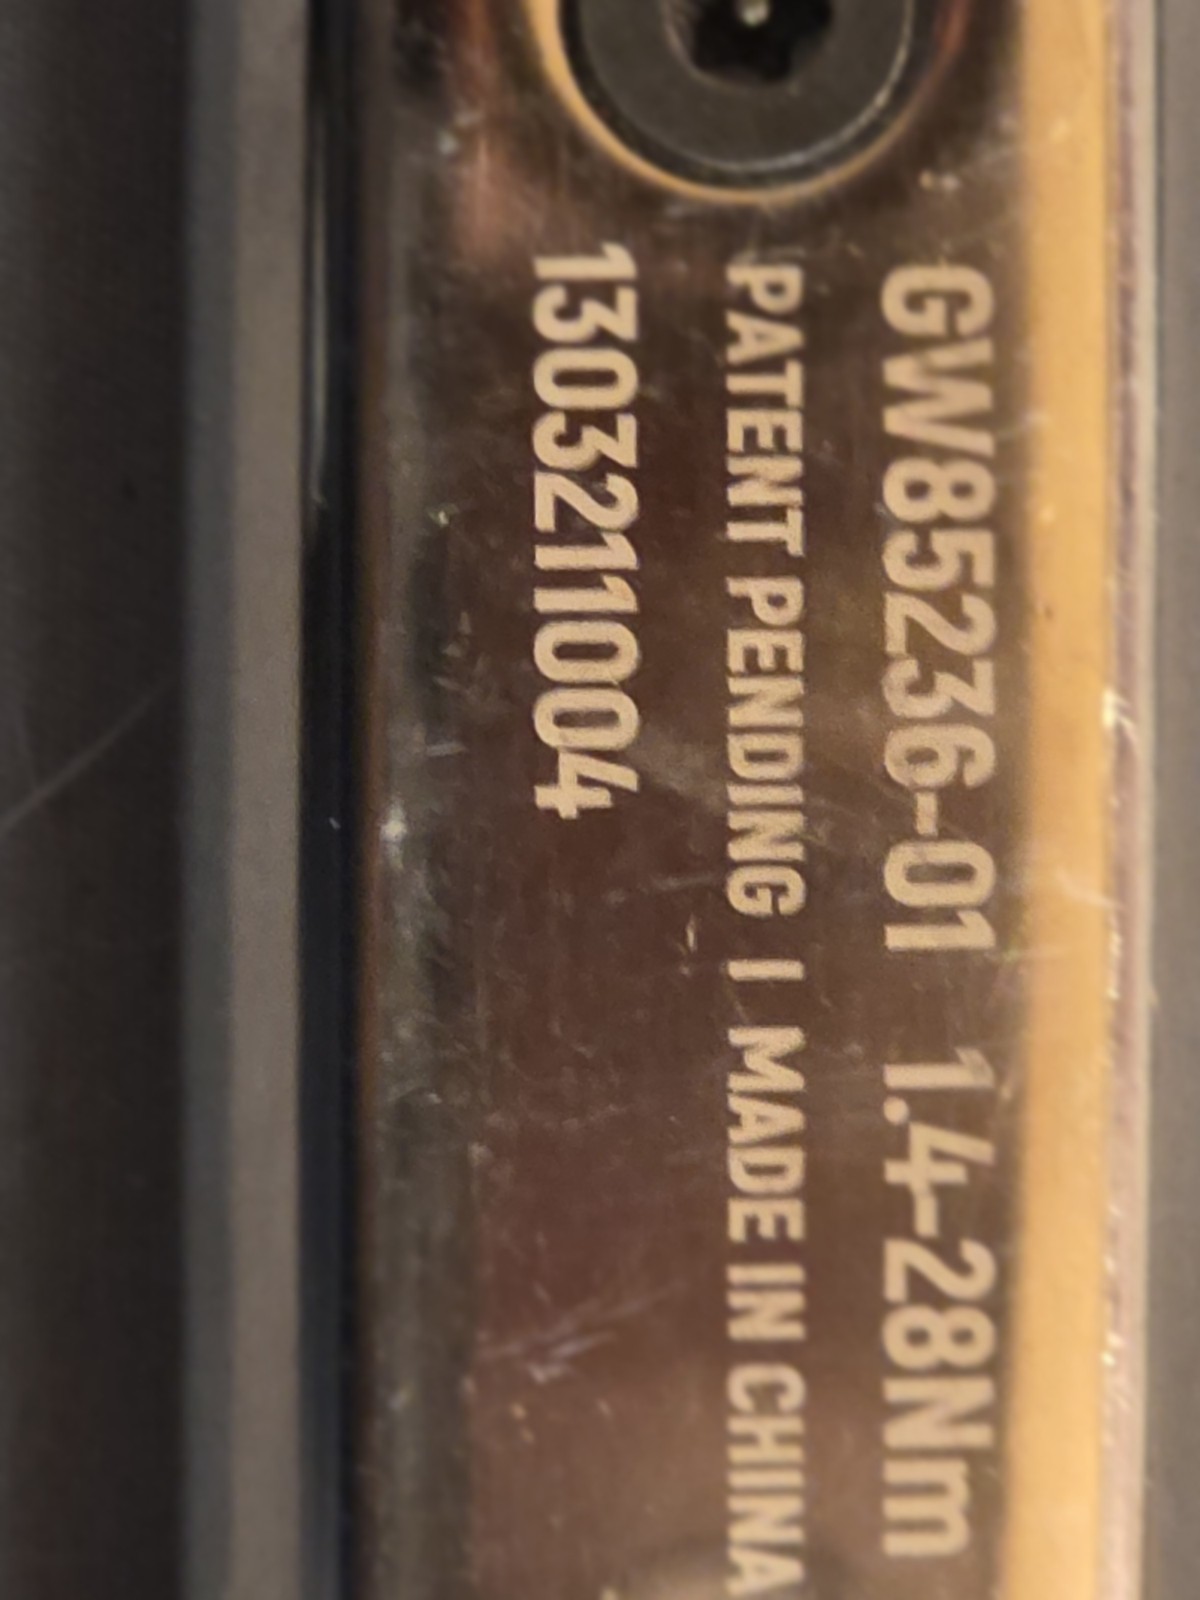 GW85236-01 1.4-28Nm
PATENT PENDING | MADE IN CHINA
1303211004